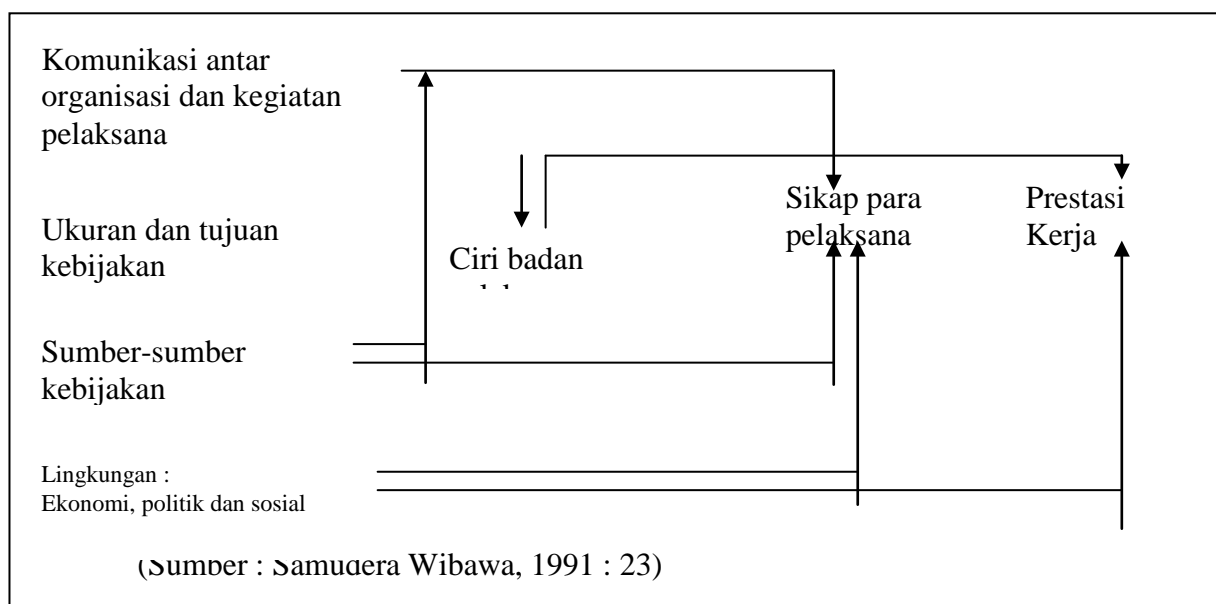 Komunikasi antar
organisasi dan kegiatan
pelaksana
Ukuran dan tujuan
kebijakan
Sumber-sumber
kebijakan
Lingkungan :
Ekonomi, politik dan sosial
Ciri badan
Sikap para
pelaksana
Prestasi
Kerja
(Sumber : Samudera Wibawa, 1991 : 23)